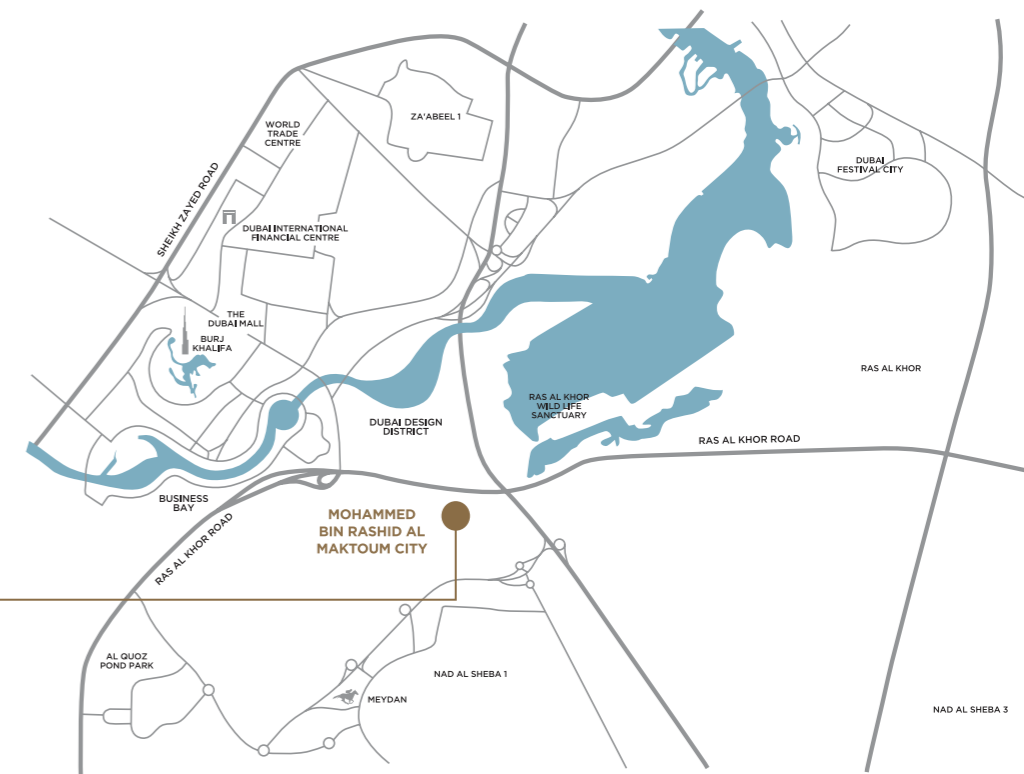 ZA'ABEEL 1
WORLD
TRADE
CENTRE
DUBAI
FESTIVAL CITY
SHEIKH ZAYED ROAD
DUBAI INTERNATIONAL
FINANCIAL CENTRE
THE
DUBAI MALL
BURJ
KHALIFA
RAS AL KHOR
RAS AL KHOR
WILD LIFE
SANCTUARY
DUBAI DESIGN
DISTRICT
RAS AL KHOR ROAD
BUSINESS
BAY
MOHAMMED
BIN RASHID AL
MAKTOUM CITY
RAS AL KHOR ROAD
AL QUOZ
POND PARK
NAD AL SHEBA 1
MEYDAN
NAD AL SHEBA 3